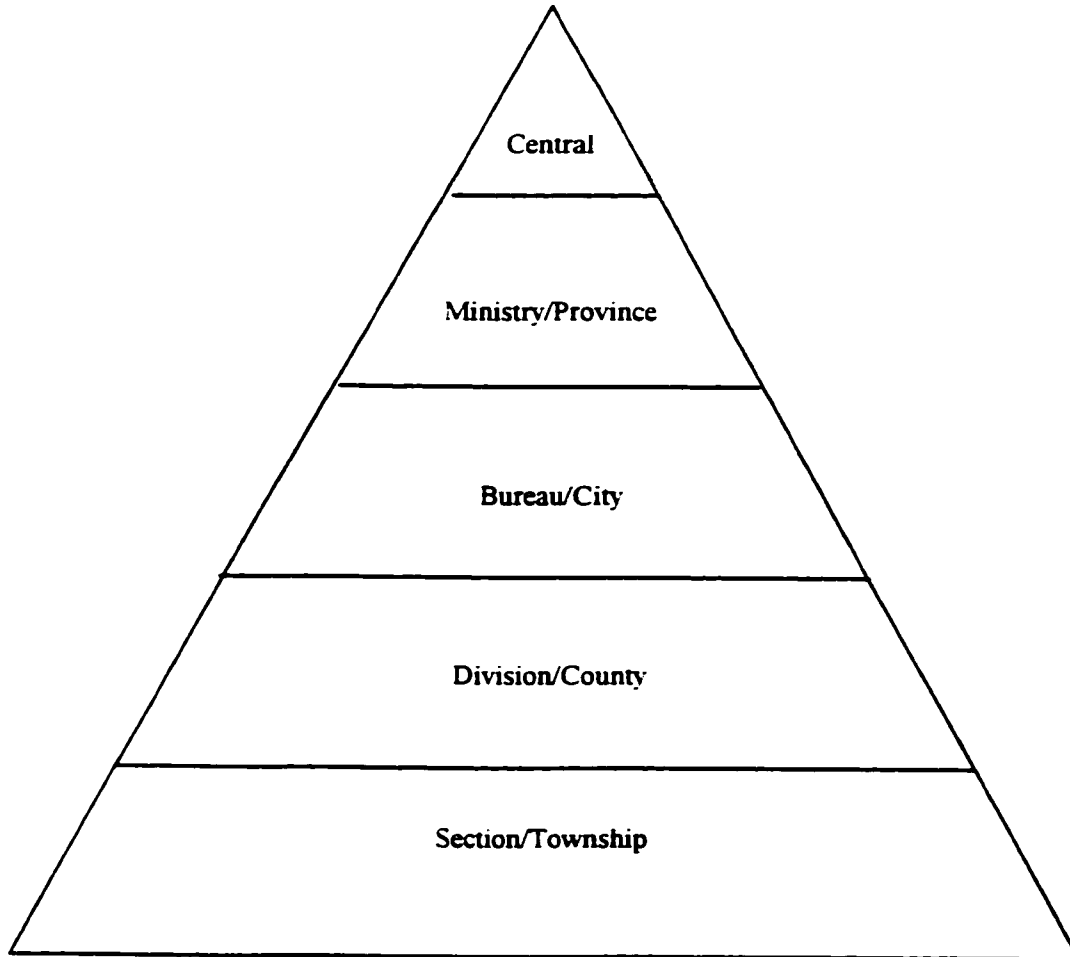 Central
Ministry/Province
Bureau/City
Division/County
Section/Township